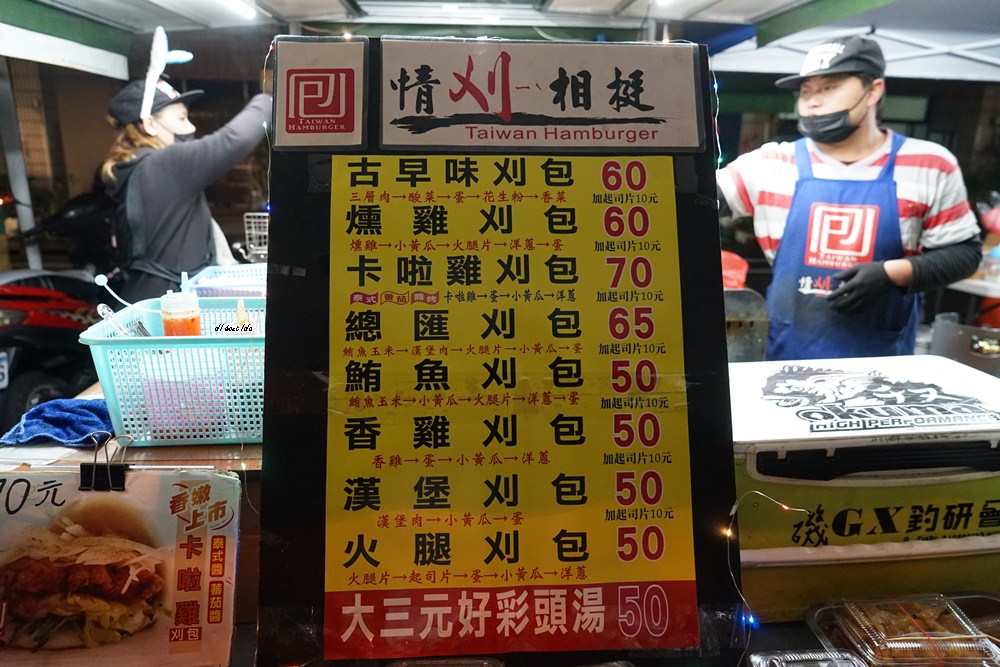 TAIWAN
HAMBURGER
情刈一、相挺
Taiwan Hamburger
古早味刈包 60
三層肉→酸菜→蛋→花生粉→香菜 加起司片10元
燻雞刈包 60
燻雞→小黃瓜→火腿片→洋蔥→蛋 加起司片10元
卡啦雞刈包 70
泰式 番茄 醬烤 卡啦雞→蛋→小黃瓜→洋蔥 加起司片10元
總匯刈包 65
鮪魚玉米→漢堡肉→火腿片→小黃瓜→蛋 加起司片10元
鮪魚刈包 50
鮪魚玉米→小黃瓜→火腿片→洋蔥→蛋 加起司片10元
香雞刈包 50
香雞→蛋→小黃瓜→洋蔥 加起司片10元
漢堡刈包 50
漢堡肉→小黃瓜→蛋 加起司片10元
火腿刈包 50
火腿片→起司片→蛋→小黃瓜→洋蔥
大三元好彩頭湯 50
70元
香嫩上市
卡啦雞
刈包
泰式醬 蕃茄醬
TAIWAN
HAMBURGER
情刈
okuma
HIGH PERFORMANCE
磯GX釣研會